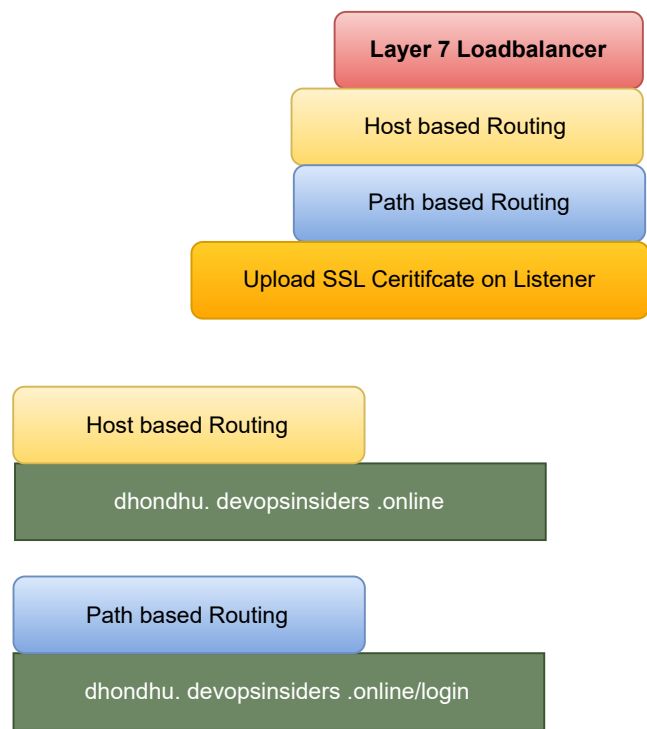 Layer 7 Loadbalancer
Host based Routing
Path based Routing
Upload SSL Ceritifcate on Listener
Host based Routing
dhondhu. devopsinsiders .online
Path based Routing
dhondhu. devopsinsiders .online/login